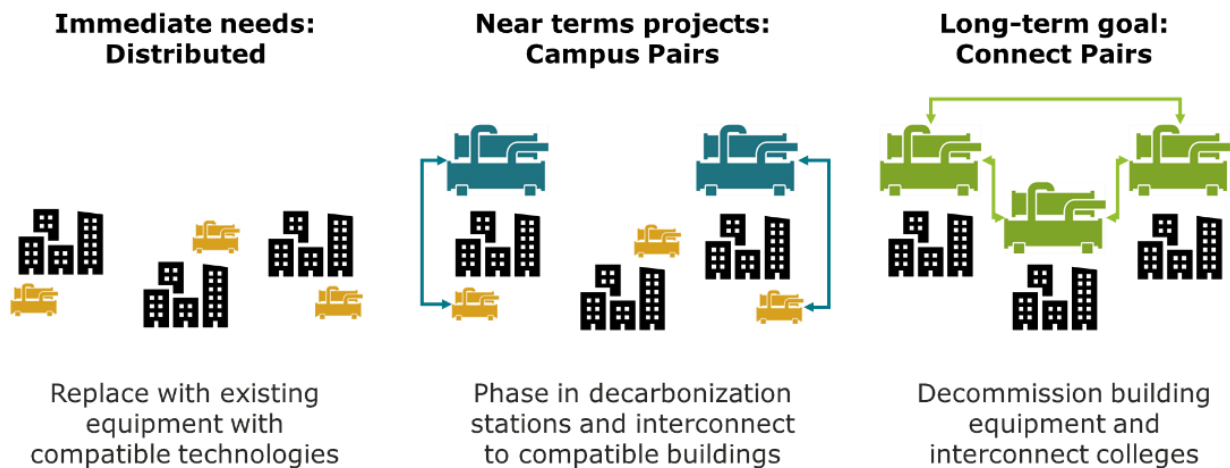 Immediate needs:
Distributed
Near terms projects:
Campus Pairs
Long-term goal:
Connect Pairs
Replace with existing
equipment with
compatible technologies
Phase in decarbonization
stations and interconnect
to compatible buildings
Decommission building
equipment and
interconnect colleges